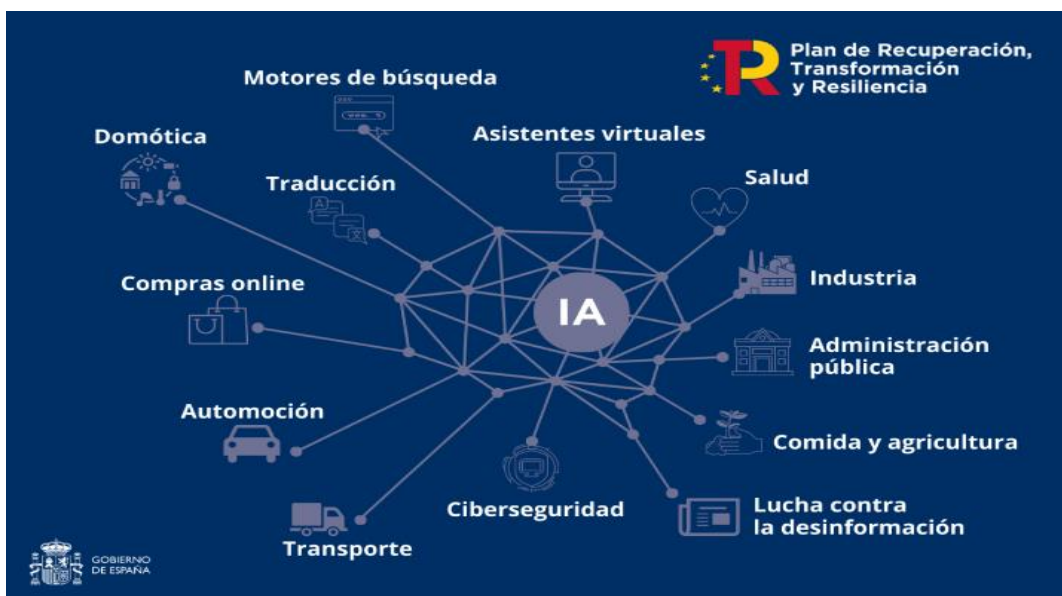 Plan de Recuperación,
Transformación
y Resiliencia
Motores de búsqueda
Domótica
Asistentes virtuales
Traducción
Salud
Compras online
Industria
IA
Administración
pública
Automoción
Comida y agricultura
Ciberseguridad
Lucha contra
la desinformación
Transporte
GOBIERNO
DE ESPAÑA